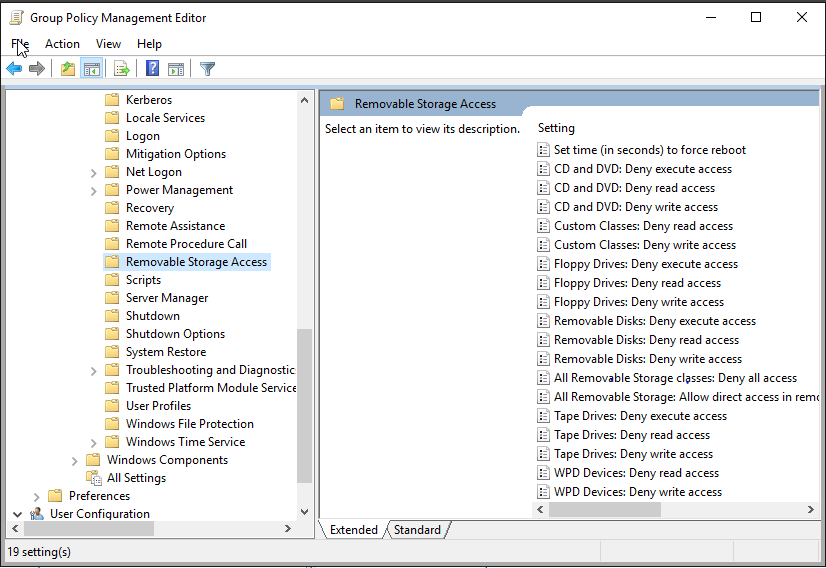 Group Policy Management Editor
File Action View Help
Kerberos
Locale Services
Logon
Mitigation Options
Net Logon
Power Management
Recovery
Remote Assistance
Remote Procedure Call
Removable Storage Access
Scripts
Server Manager
Shutdown
Shutdown Options
System Restore
Troubleshooting and Diagnostic
Trusted Platform Module Service
User Profiles
Windows File Protection
Windows Time Service
Windows Components
All Settings
Preferences
User Configuration
Removable Storage Access
Select an item to view its description.
Setting
Set time (in seconds) to force reboot
CD and DVD: Deny execute access
CD and DVD: Deny read access
CD and DVD: Deny write access
Custom Classes: Deny read access
Custom Classes: Deny write access
Floppy Drives: Deny execute access
Floppy Drives: Deny read access
Floppy Drives: Deny write access
Removable Disks: Deny execute access
Removable Disks: Deny read access
Removable Disks: Deny write access
All Removable Storage classes: Deny all access
All Removable Storage: Allow direct access in remo
Tape Drives: Deny execute access
Tape Drives: Deny read access
Tape Drives: Deny write access
WPD Devices: Deny read access
WPD Devices: Deny write access
Extended Standard
19 setting(s)